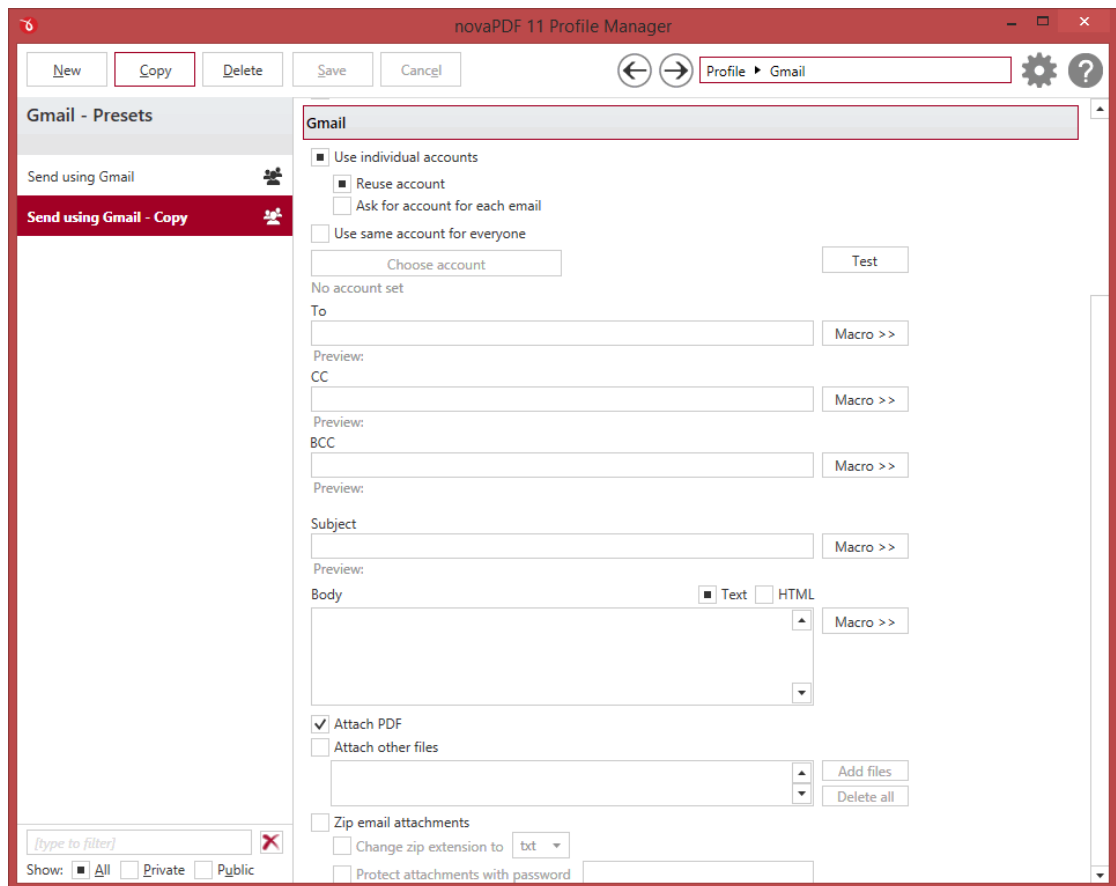 novaPDF 11 Profile Manager
New Copy Delete Save Cancel Profile Gmail
Gmail - Presets
Send using Gmail
Send using Gmail - Copy
Gmail
Use individual accounts
Reuse account
Ask for account for each email
Use same account for everyone
Choose account Test
No account set
To
Macro >>
Preview:
CC
Macro >>
Preview:
BCC
Macro >>
Preview:
Subject
Macro >>
Preview:
Body Text HTML
Macro >>
Attach PDF
Attach other files
Add files
Delete all
Zip email attachments
Change zip extension to txt
Protect attachments with password
[type to filter]
Show: All Private Public